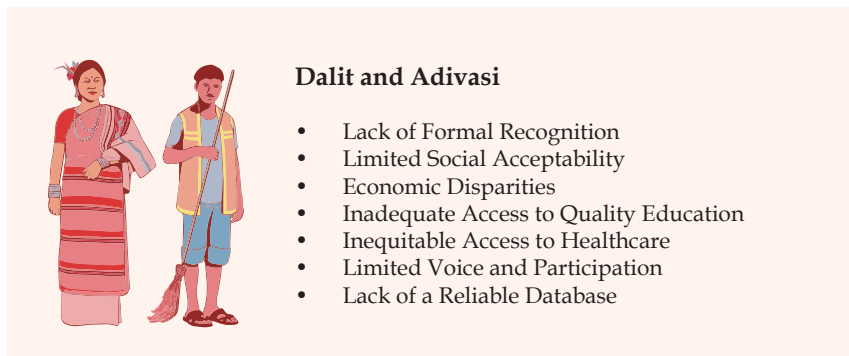 Dalit and Adivasi
• Lack of Formal Recognition
• Limited Social Acceptability
• Economic Disparities
• Inadequate Access to Quality Education
• Inequitable Access to Healthcare
• Limited Voice and Participation
• Lack of a Reliable Database